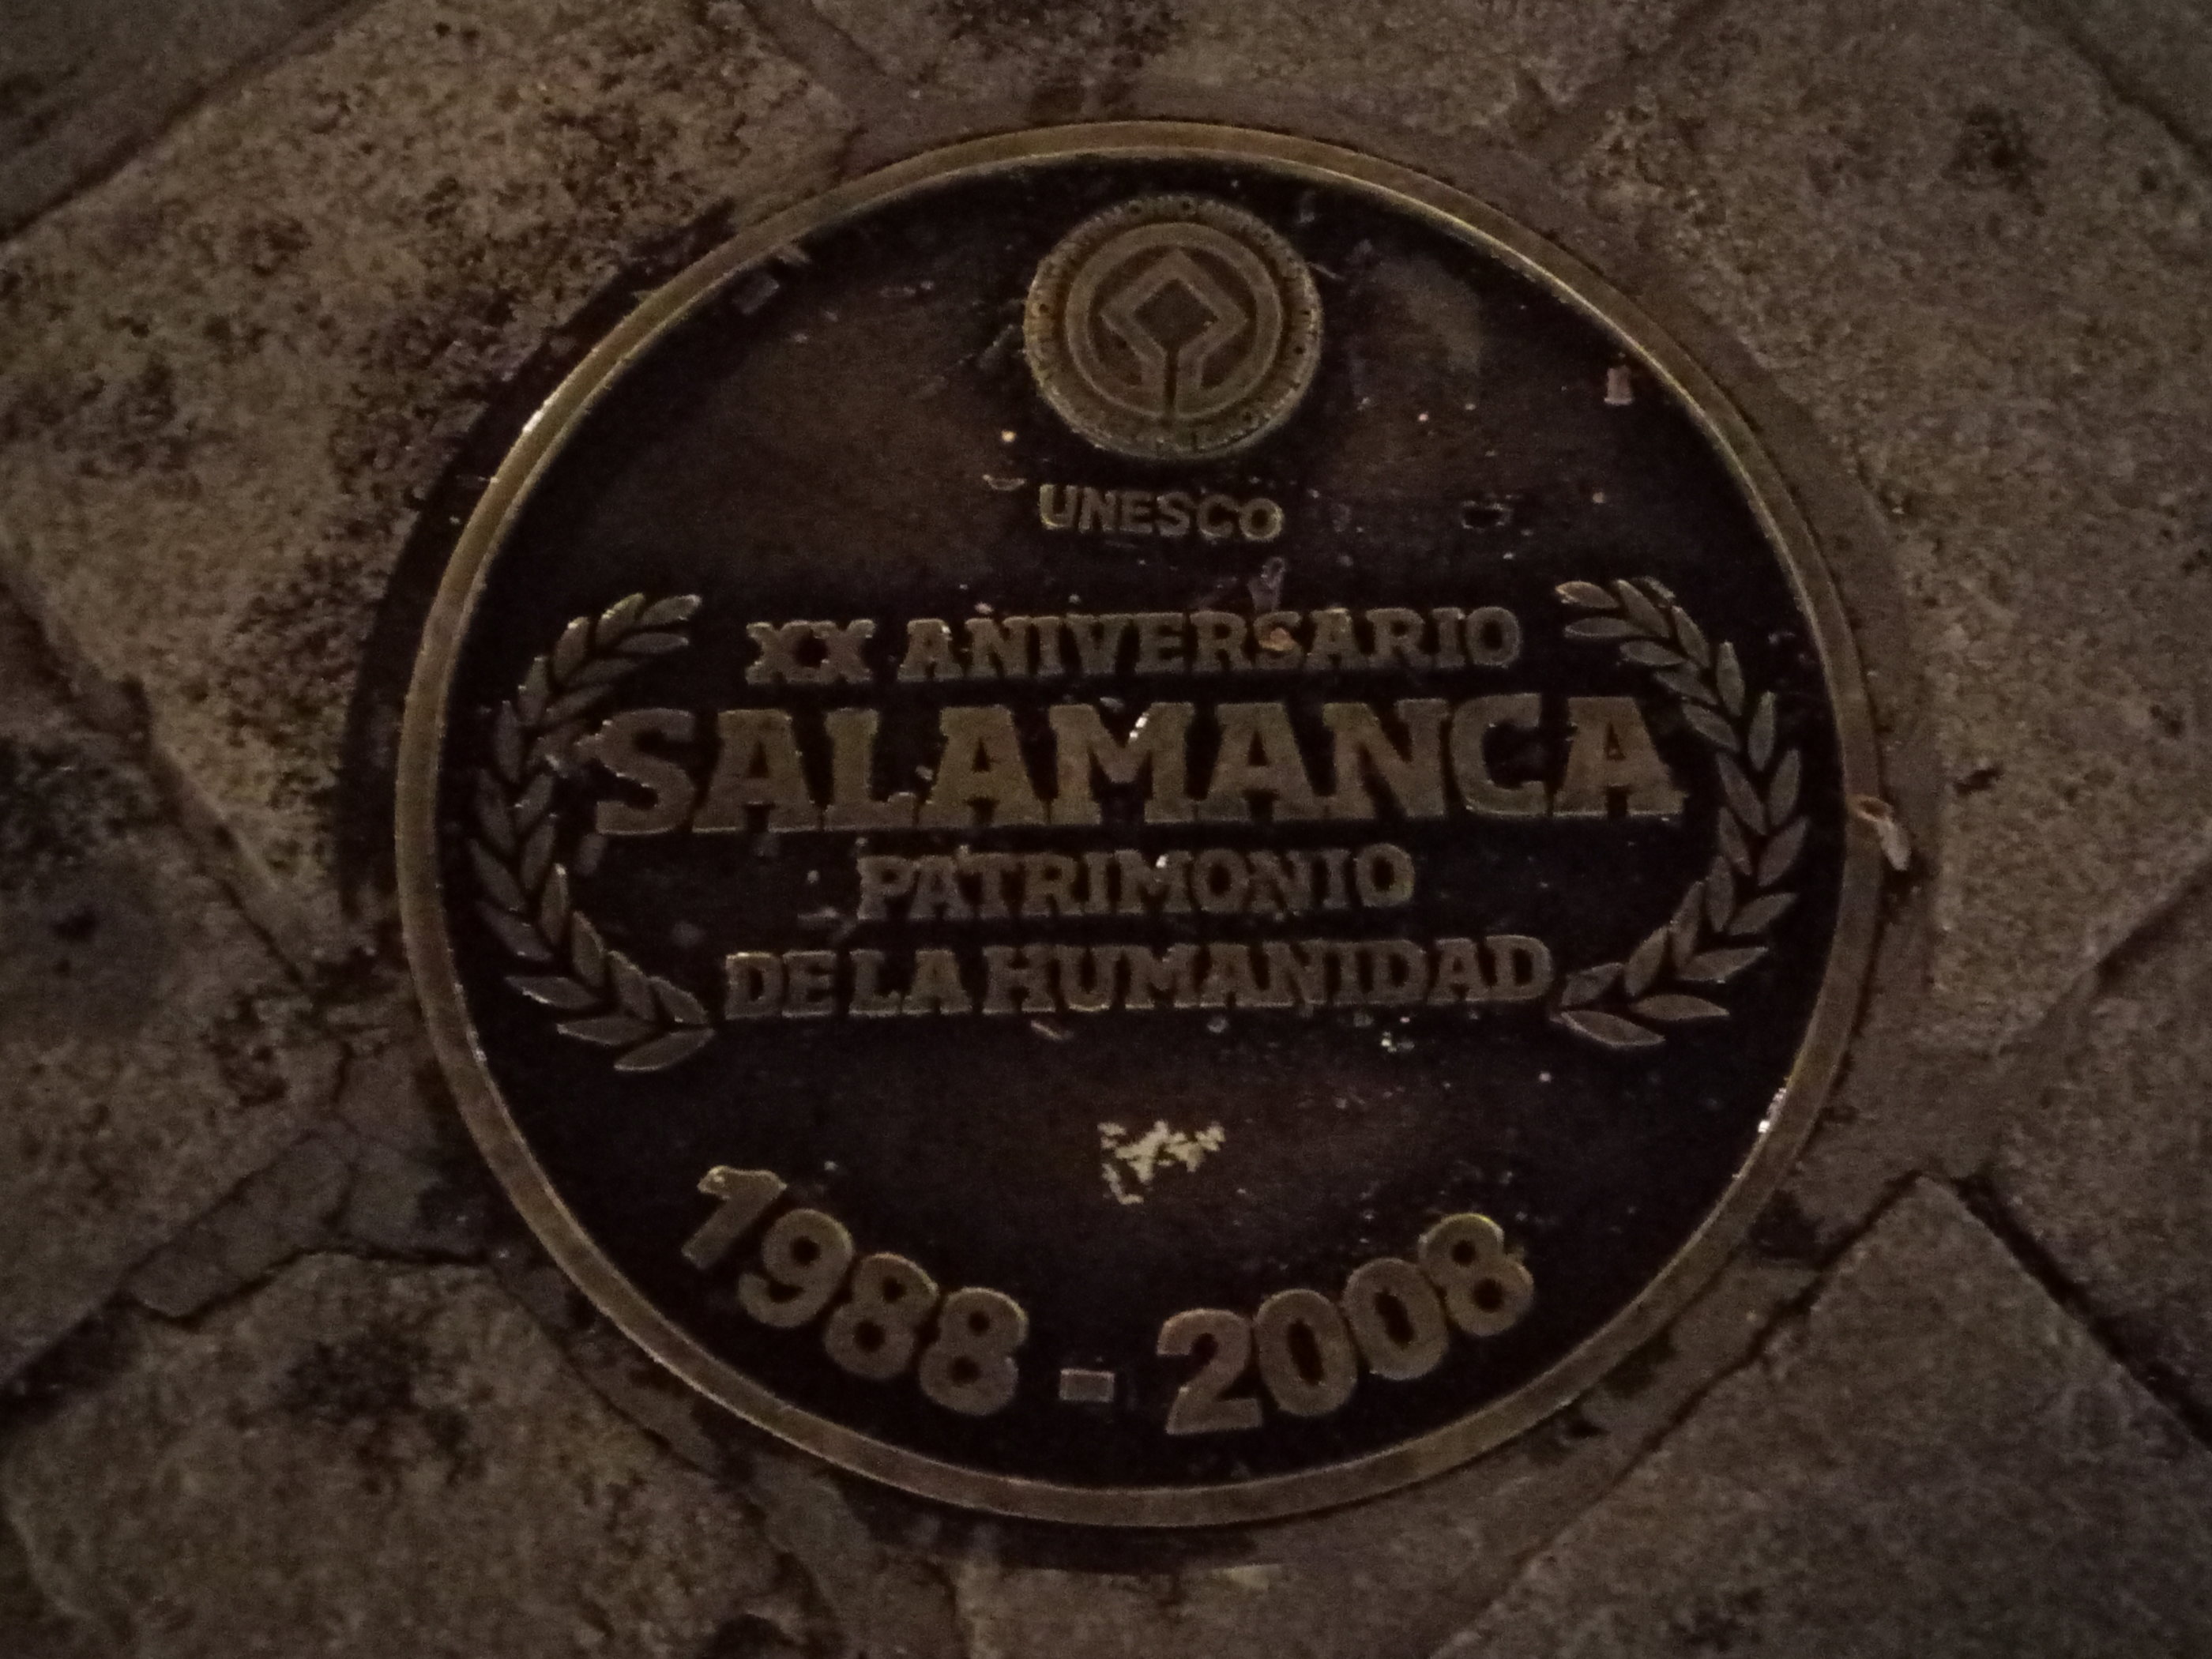 UNESCO
XX ANIVERSARIO
SALAMANCA
PATRIMONIO
DE LA HUMANIDAD
1988 - 2008